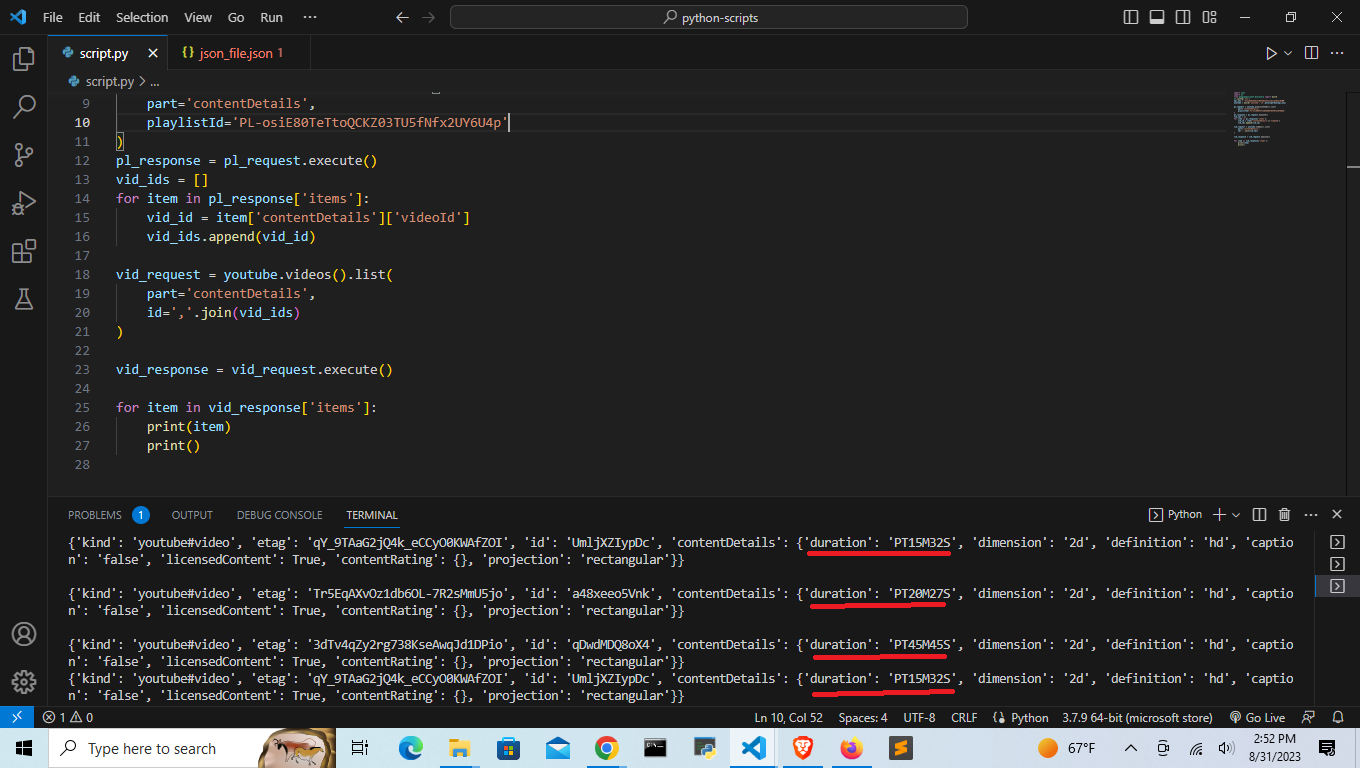 File Edit Selection View Go Run ··· python-scripts
script.py json_file.json 1
script.py > ...
9 part='contentDetails',
10 playlistId='PL-osiE80TeTtoQCKZ03TU5fNfx2UY6U4p'
11 )
12 pl_response = pl_request.execute()
13 vid_ids = []
14 for item in pl_response['items']:
15 vid_id = item['contentDetails']['videoId']
16 vid_ids.append(vid_id)
17
18 vid_request = youtube.videos().list(
19 part='contentDetails',
20 id=','.join(vid_ids)
21 )
22
23 vid_response = vid_request.execute()
24
25 for item in vid_response['items']:
26 print(item)
27 print()
28
PROBLEMS 1 OUTPUT DEBUG CONSOLE TERMINAL Python
{'kind': 'youtube#video', 'etag': 'qY_9TAaG2jQ4k_eCCyO0KWAfZOI', 'id': 'UmljXZIypDc', 'contentDetails': {'duration': 'PT15M32S', 'dimension': '2d', 'definition': 'hd', 'captio
n': 'false', 'licensedContent': True, 'contentRating': {}, 'projection': 'rectangular'}}
{'kind': 'youtube#video', 'etag': 'Tr5EqAXvOz1db6OL-7R2sMmU5jo', 'id': 'a48xeeo5Vnk', 'contentDetails': {'duration': 'PT20M27S', 'dimension': '2d', 'definition': 'hd', 'captio
n': 'false', 'licensedContent': True, 'contentRating': {}, 'projection': 'rectangular'}}
{'kind': 'youtube#video', 'etag': '3dTv4qZy2rg738KseAwqJd1DPio', 'id': 'qDwdMDQ8oX4', 'contentDetails': {'duration': 'PT45M45S', 'dimension': '2d', 'definition': 'hd', 'captio
n': 'false', 'licensedContent': True, 'contentRating': {}, 'projection': 'rectangular'}}
{'kind': 'youtube#video', 'etag': 'qY_9TAaG2jQ4k_eCCyO0KWAfZOI', 'id': 'UmljXZIypDc', 'contentDetails': {'duration': 'PT15M32S', 'dimension': '2d', 'definition': 'hd', 'captio
n': 'false', 'licensedContent': True, 'contentRating': {}, 'projection': 'rectangular'}}
1 0 Ln 10, Col 52 Spaces: 4 UTF-8 CRLF Python 3.7.9 64-bit (microsoft store) Go Live
Type here to search 67°F 2:52 PM
8/31/2023